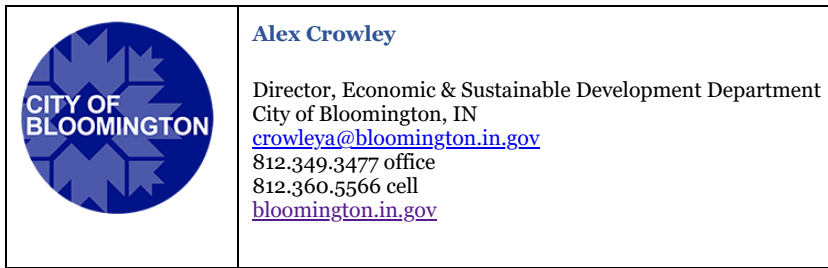 CITY OF
BLOOMINGTON
Alex Crowley
Director, Economic & Sustainable Development Department
City of Bloomington, IN
crowleya@bloomington.in.gov
812.349.3477 office
812.360.5566 cell
bloomington.in.gov